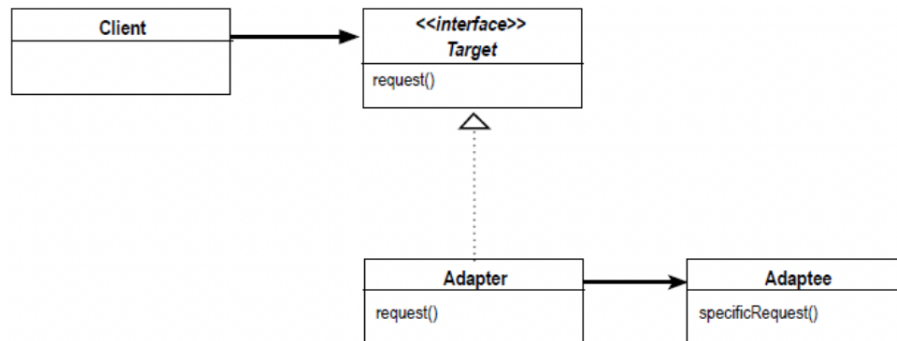 Client
<<interface>>
Target
request()
Adapter
request()
Adaptee
specificRequest()